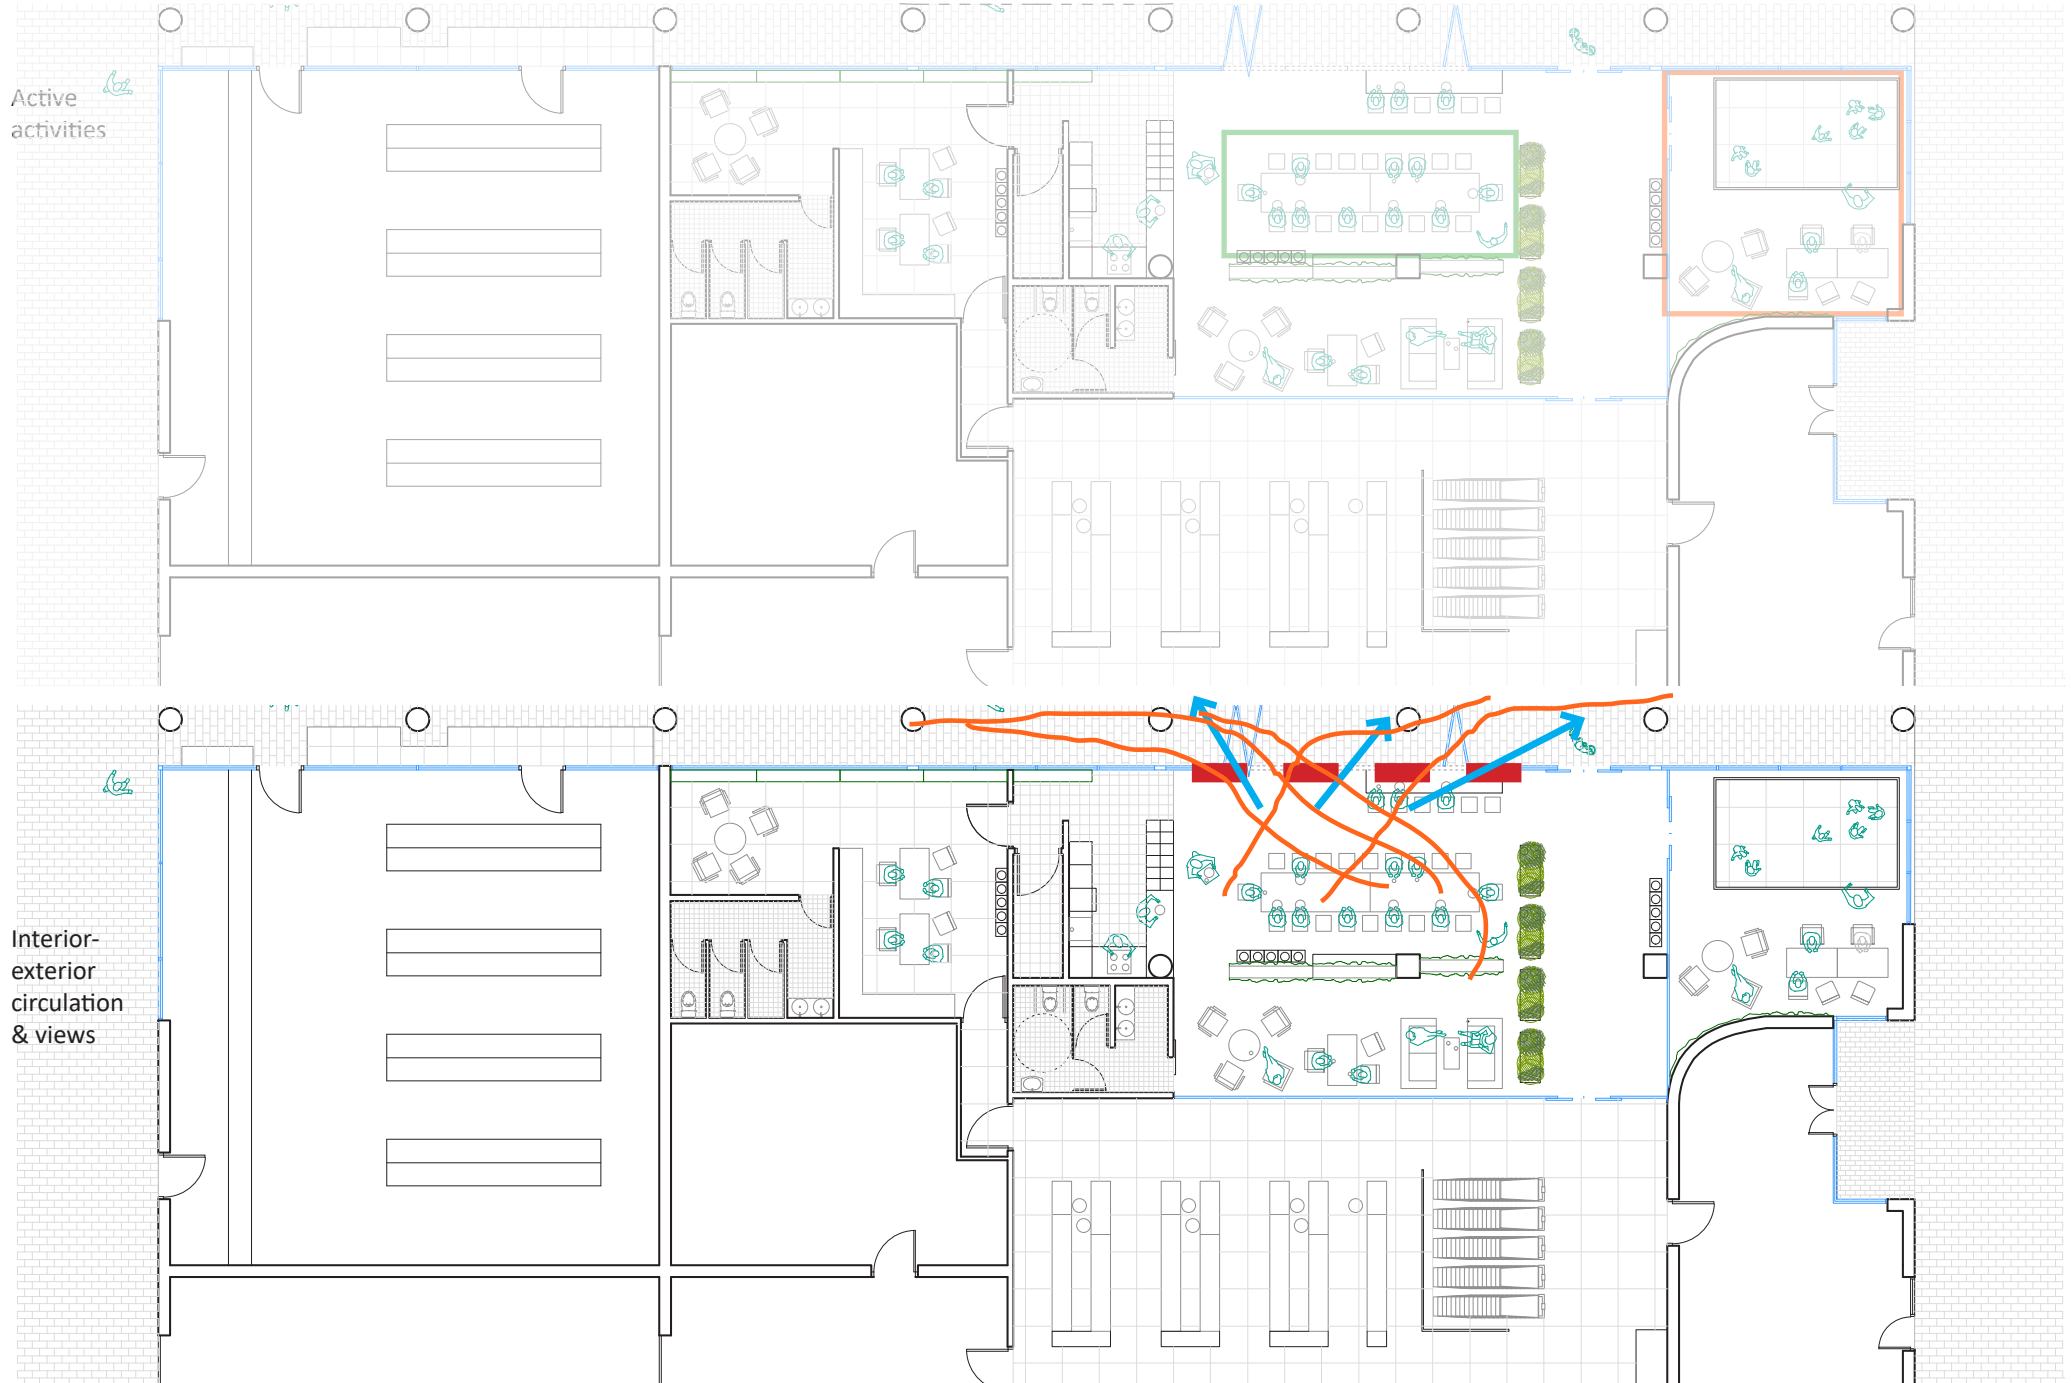 Active
activities
Interior-
exterior
circulation
& views